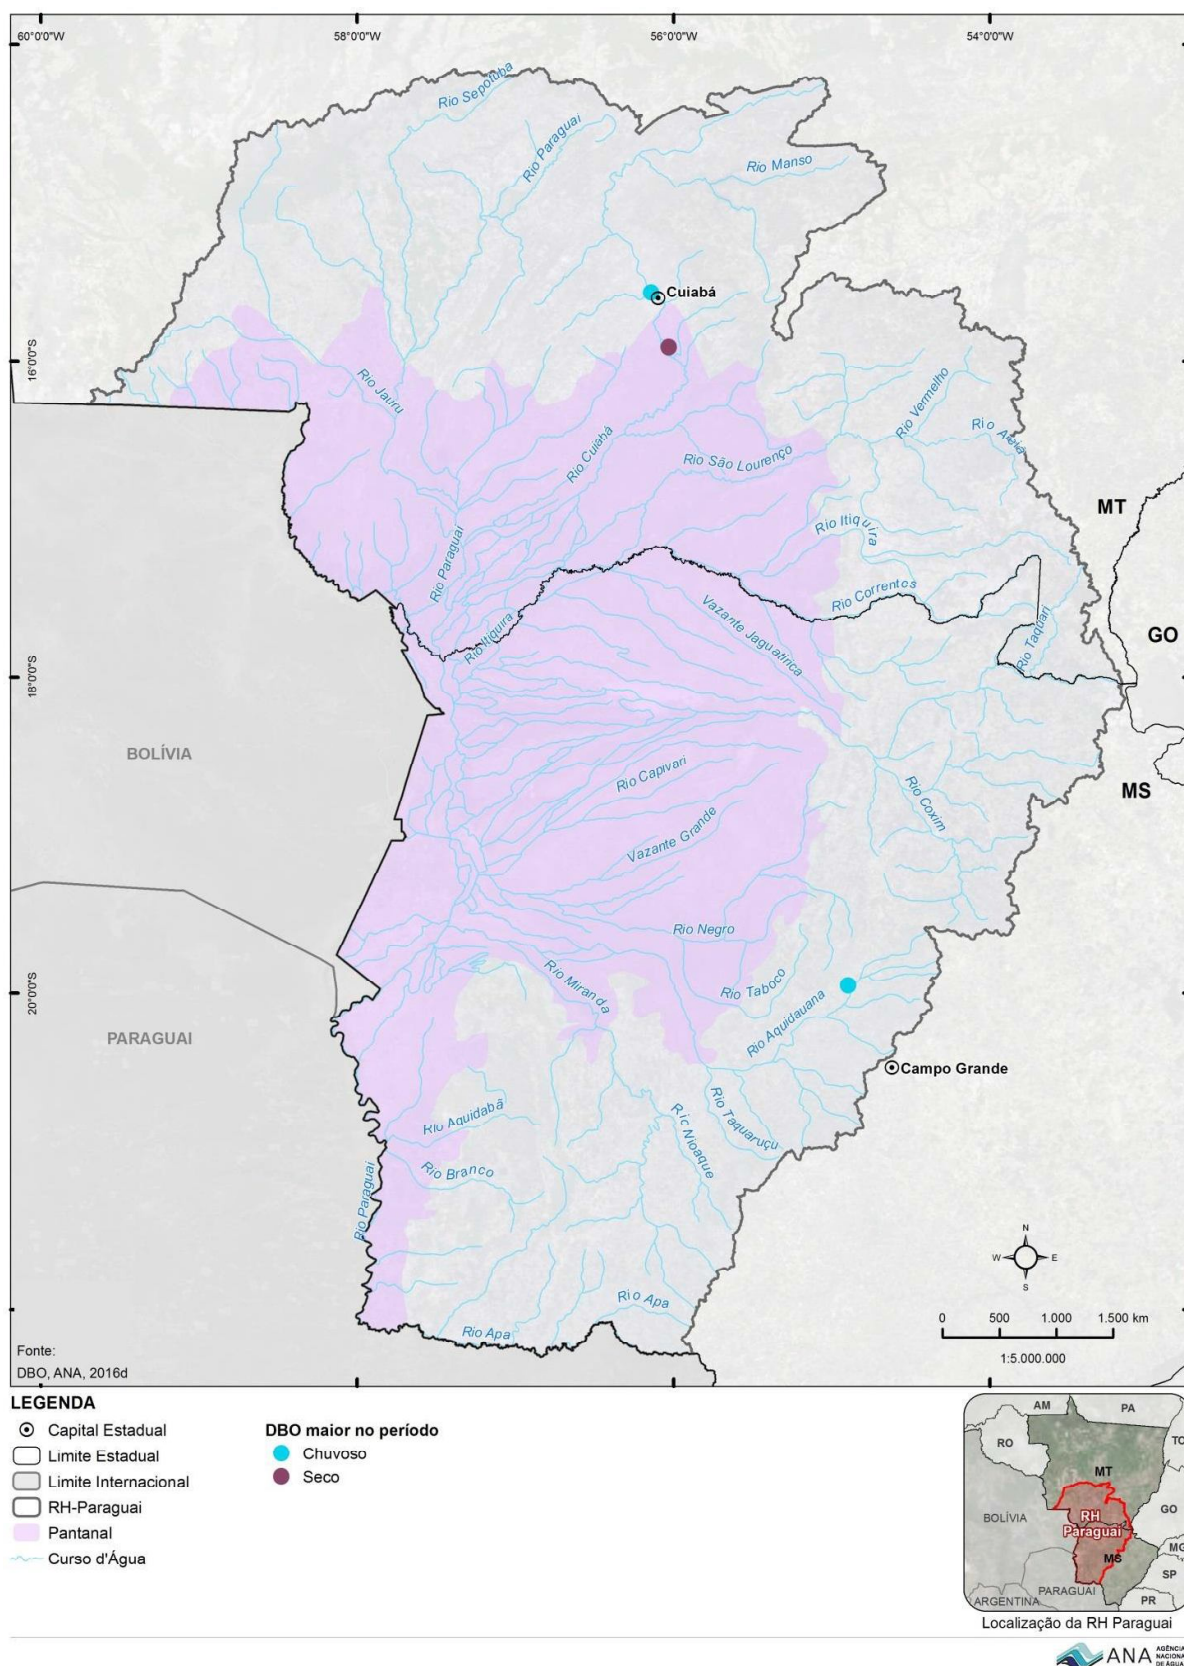 60°0'0"W
58°0'0"W
56°0'0"W
54°0'0"W
Rio Sepotuba
Rio Paraguai
Rio Manso
Cuiabá
16°0'0"S
Rio Jauru
Rio Vermelho
Rio Cuiabá
Rio São Lourenço
MT
Rio Itiquira
Rio Paraguai
Rio Correntes
Vazante Jaguatirica
Rio Itiquira
Rio Taquari
GO
18°0'0"S
BOLÍVIA
Rio Capivari
Rio Coxim
MS
Vazante Grande
Rio Negro
Rio Miranda
Rio Taboco
20°0'0"S
Rio Aquidauana
PARAGUAI
Campo Grande
Rio Aquidabã
Rio Taquaruçu
Ric Nioaque
Rio Branco
Rio Paraguai
N
W
E
S
Rio Apa
Rio Apa
0 500 1.000 1.500 km
1:5.000.000
Fonte:
DBO, ANA, 2016d
LEGENDA
Capital Estadual
Limite Estadual
Limite Internacional
RH-Paraguai
Pantanal
Curso d'Água
DBO maior no período
Chuvoso
Seco
AM
PA
RO
TO
MT
GO
BOLÍVIA
RH
Paraguai
MS
MG
SP
PARAGUAI
ARGENTINA
PR
Localização da RH Paraguai
ANA
AGÊNCIA
NACIONA
DE ÁGUA